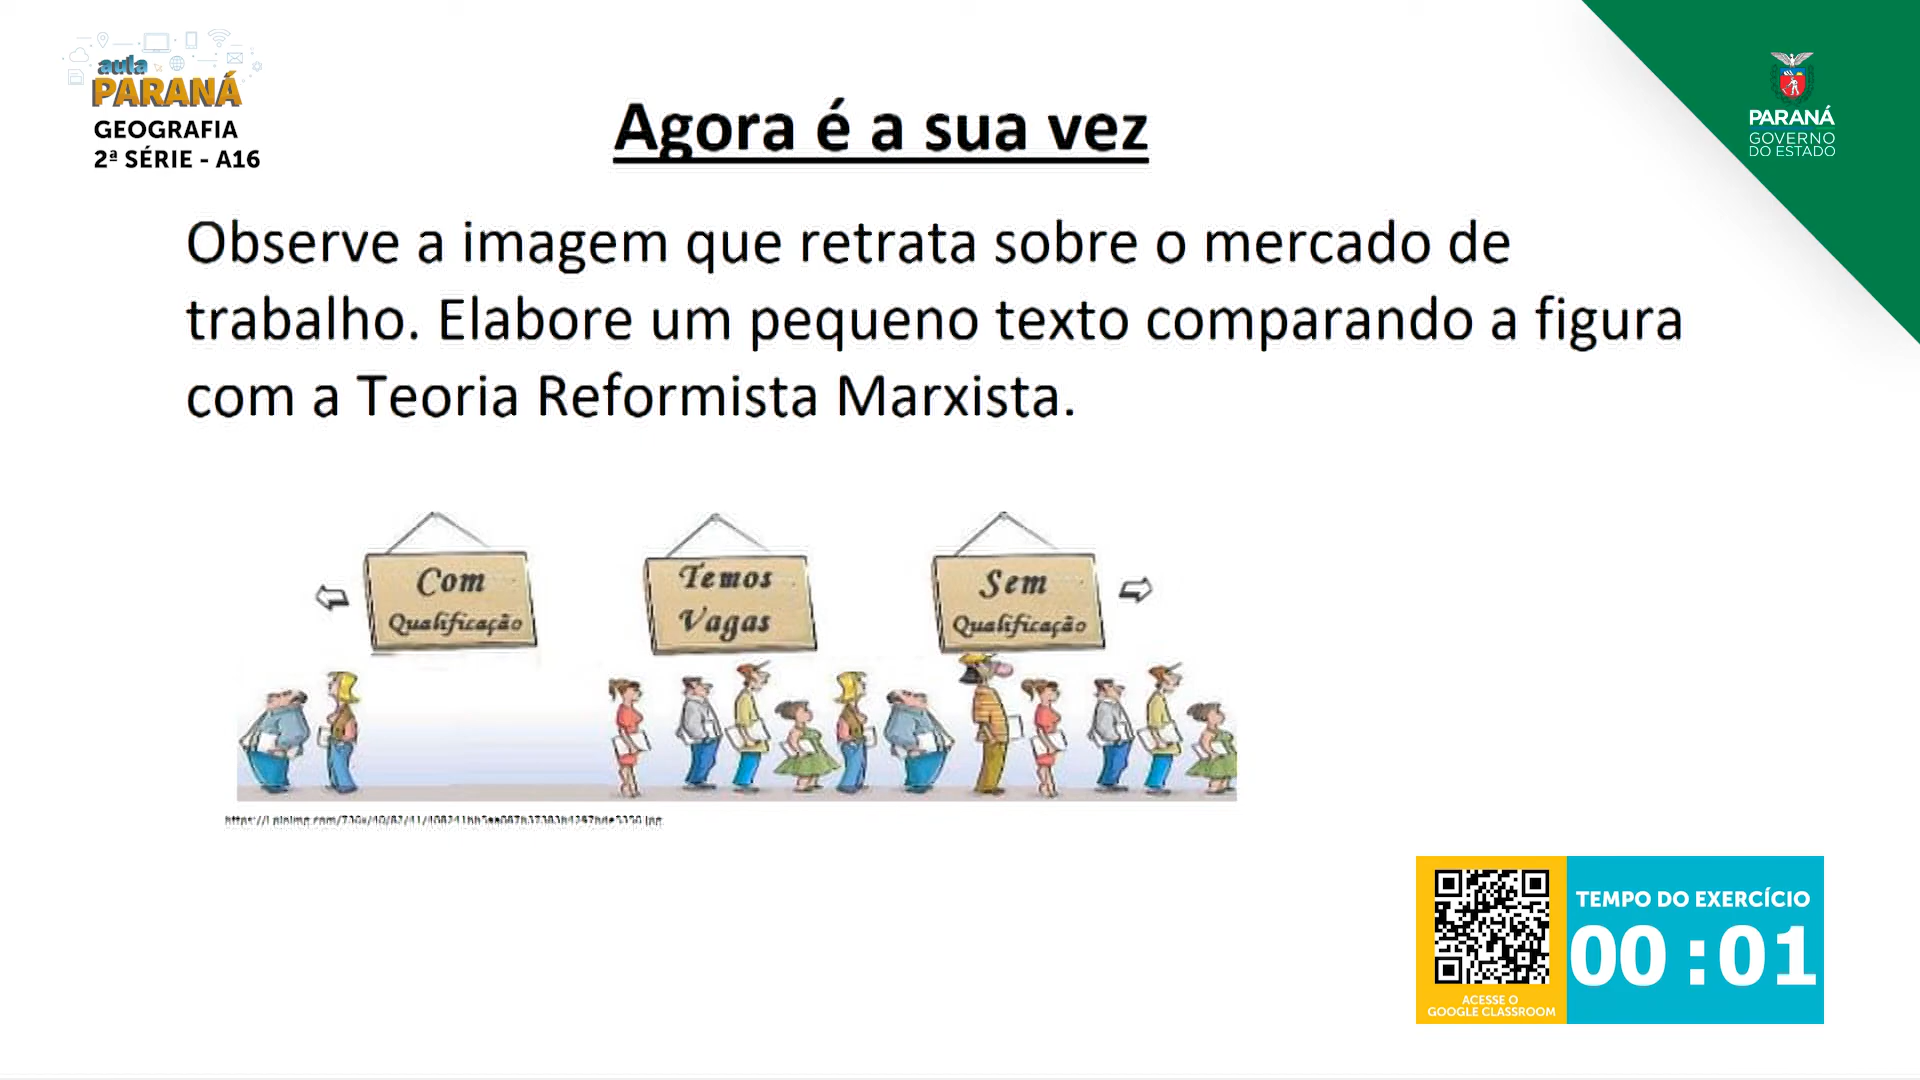 aula
PARANÁ
GEOGRAFIA
2ª SÉRIE - A16
PARANÁ
GOVERNO
DO ESTADO
Agora é a sua vez
Observe a imagem que retrata sobre o mercado de
trabalho. Elabore um pequeno texto comparando a figura
com a Teoria Reformista Marxista.
Com
Qualificação
Temos
Vagas
Sem
Qualificação
TEMPO DO EXERCÍCIO
00:01
ACESSE O
GOOGLE CLASSROOM